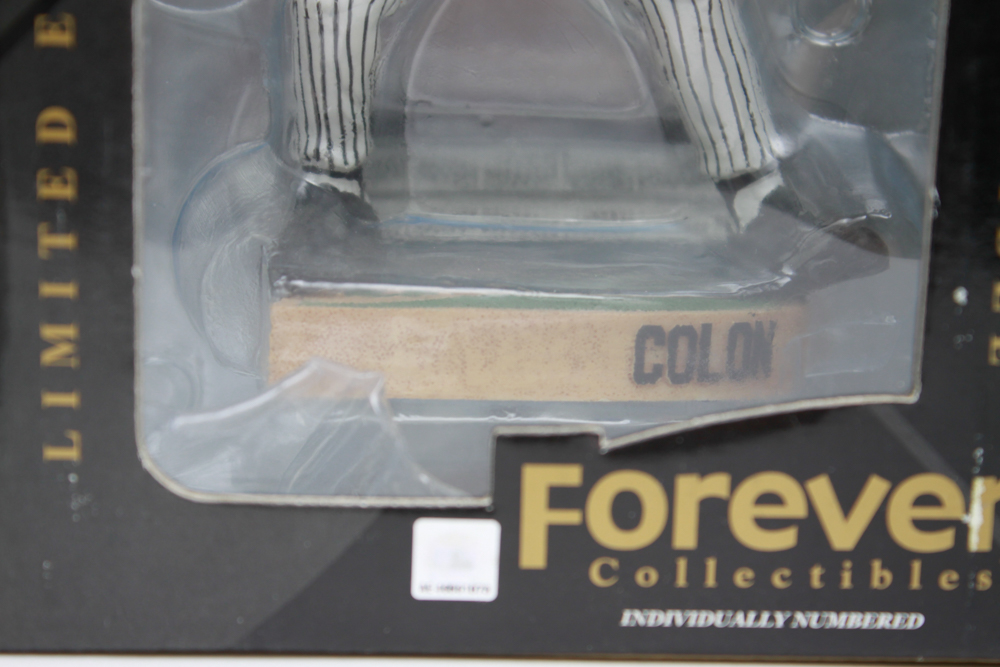 LIMITED E
COLON
Forever
Collectibles
INDIVIDUALLY NUMBERED